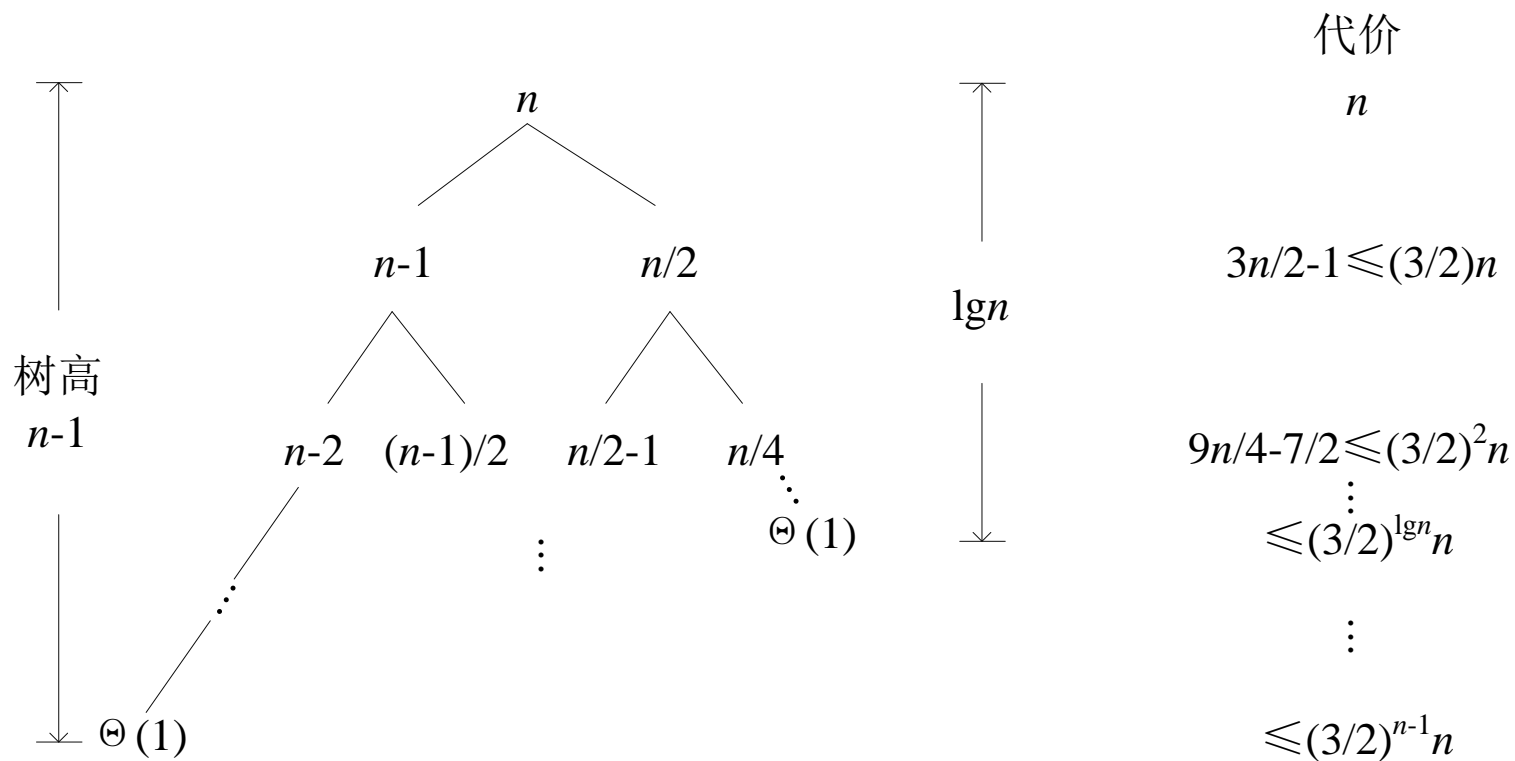 代价
n
n
n-1
n/2
3n/2-1≤(3/2)n
lgn
树高
n-1
n-2
(n-1)/2
n/2-1
n/4
9n/4-7/2≤(3/2)²n
⋮
Θ(1)
≤(3/2)^{lgn}n
⋮
⋮
Θ(1)
≤(3/2)^{n-1}n